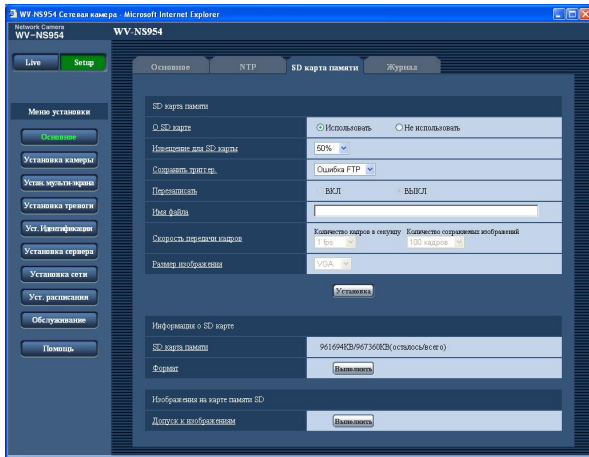 WV-NS954 Сетевая камера - Microsoft Internet Explorer
Network Camera
WV-NS954
WV-NS954
Live Setup
Основное NTP SD карта памяти Журнал
Меню установки
Основное
Установка камеры
Устан. мульти-экрана
Установка тревоги
Уст. Идентификации
Установка сервера
Установка сети
Уст. расписания
Обслуживание
Помощь
SD карта памяти
О SD карте Использовать Не использовать
Извещение для SD карты 50%
Сохранить триггер. Ошибка FTP
Перезаписать ВКЛ ВЫКЛ
Имя файла
Количество кадров в секунду Количество сохраняемых изображений
Скорость передачи кадров 1 fps 100 кадров
Размер изображения VGA
Установка
Информация о SD карте
SD карта памяти 961694KB/967360KB(осталось/всего)
Формат Выполнить
Изображения на карте памяти SD
Допуск к изображениям Выполнить